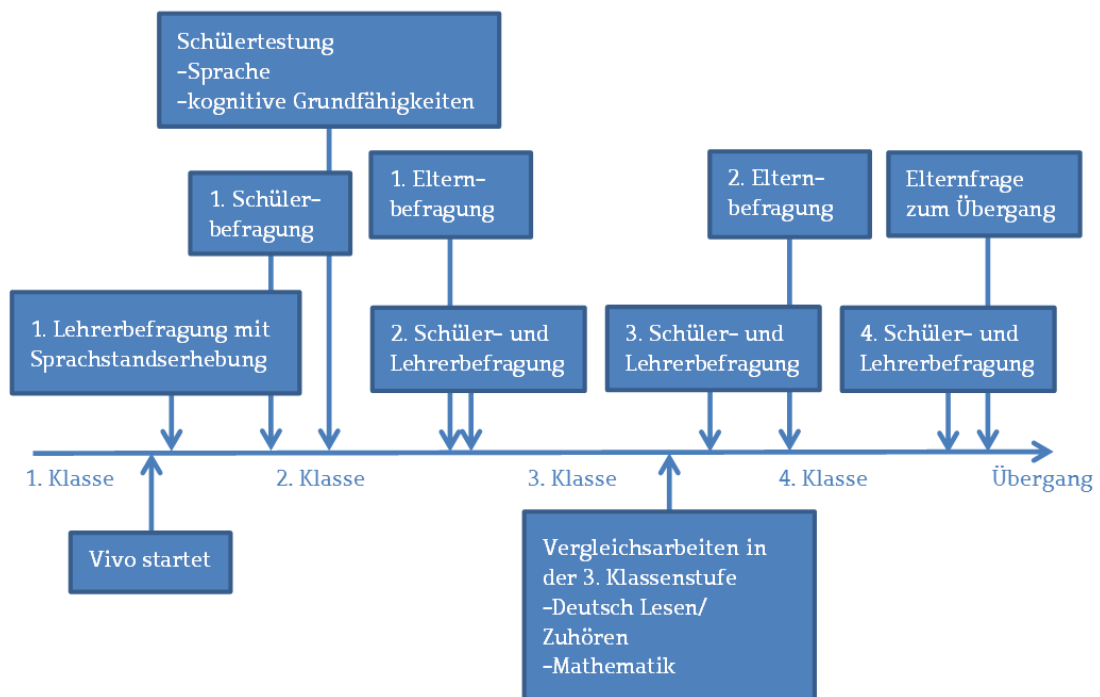 Schülertestung
-Sprache
-kognitive Grundfähigkeiten
1. Schüler-
befragung
1. Eltern-
befragung
2. Eltern-
befragung
Elternfrage
zum Übergang
1. Lehrerbefragung mit
Sprachstandserhebung
2. Schüler- und
Lehrerbefragung
3. Schüler- und
Lehrerbefragung
4. Schüler- und
Lehrerbefragung
1. Klasse
2. Klasse
3. Klasse
4. Klasse
Übergang
Vivo startet
Vergleichsarbeiten in
der 3. Klassenstufe
-Deutsch Lesen/
Zuhören
-Mathematik